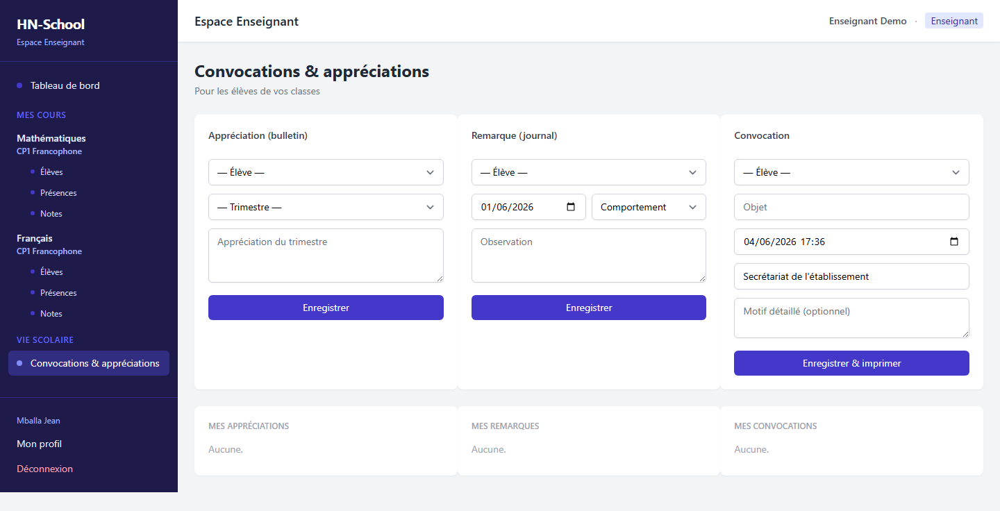 HN-School
Espace Enseignant
Tableau de bord
MES COURS
Mathématiques
CP1 Francophone
Élèves
Présences
Notes
Français
CP1 Francophone
Élèves
Présences
Notes
VIE SCOLAIRE
Convocations & appréciations
Mballa Jean
Mon profil
Déconnexion
Espace Enseignant
Enseignant Demo · Enseignant
Convocations & appréciations
Pour les élèves de vos classes
Appréciation (bulletin)
— Élève —
— Trimestre —
Appréciation du trimestre
Enregistrer
Remarque (journal)
— Élève —
01/06/2026 Comportement
Observation
Enregistrer
Convocation
— Élève —
Objet
04/06/2026 17:36
Secrétariat de l'établissement
Motif détaillé (optionnel)
Enregistrer & imprimer
MES APPRÉCIATIONS
Aucune.
MES REMARQUES
Aucune.
MES CONVOCATIONS
Aucune.